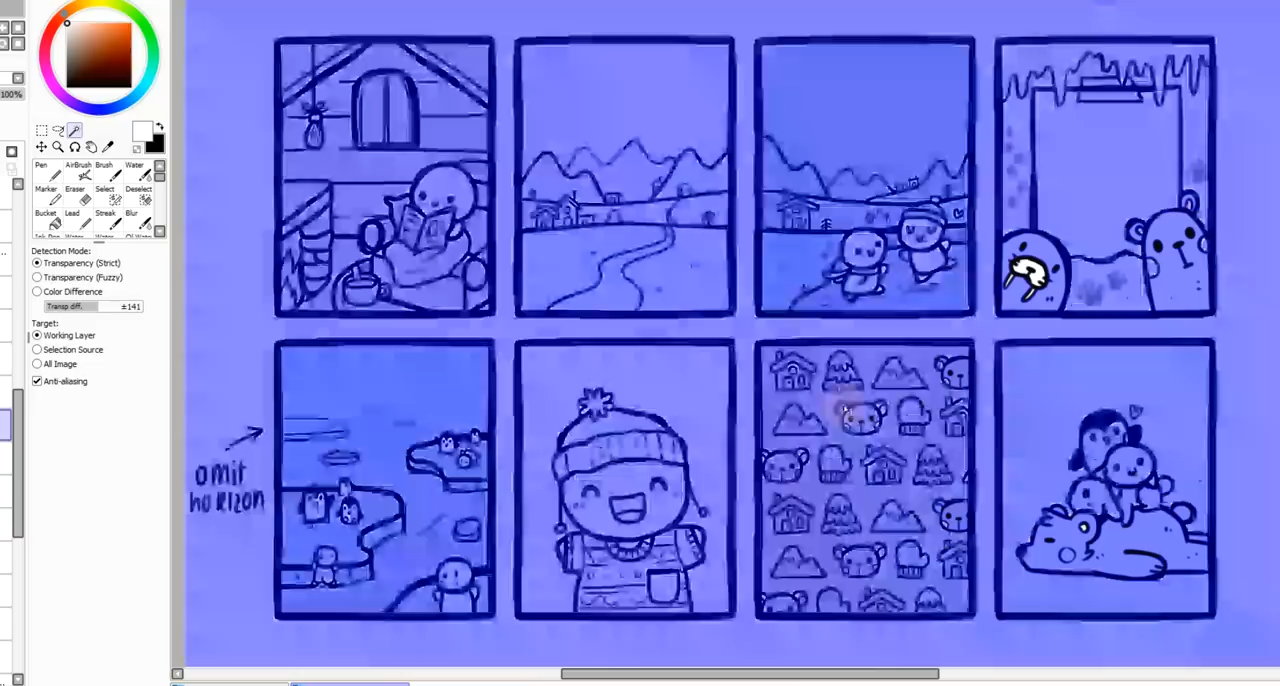 100%
Pen AirBrush Brush Water
Marker Eraser Select Deselect
Bucket Lead Streak Blur
Detection Mode:
Transparency (Strict)
Transparency (Fuzzy)
Color Difference
Transp diff. ±141
Target:
Working Layer
Selection Source
All Image
Anti-aliasing
omit
horizon